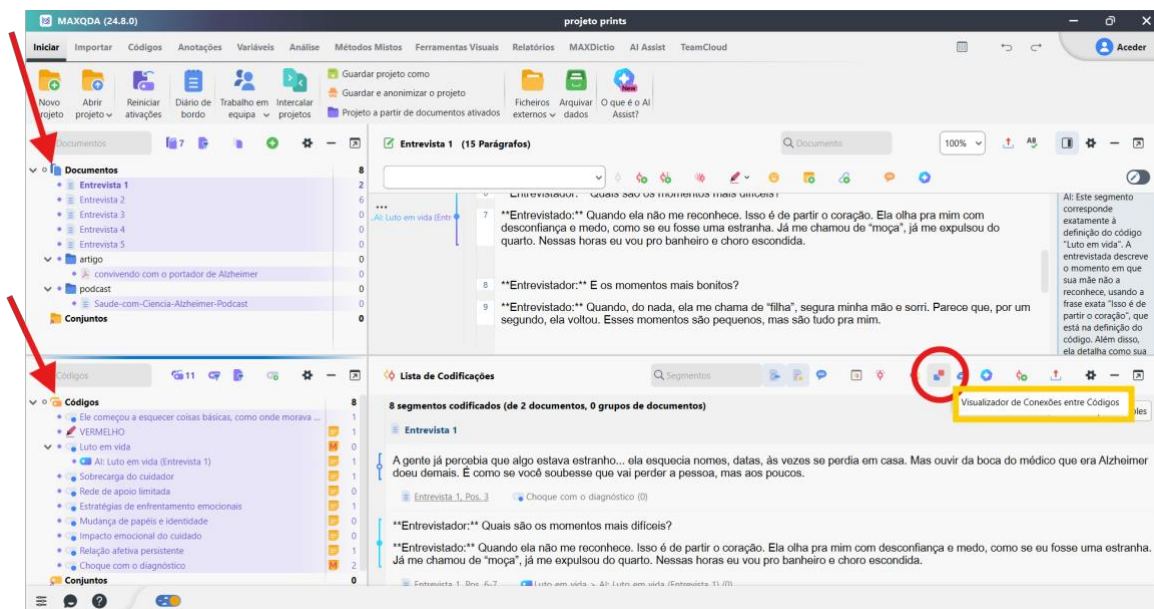 MAXQDA (24.8.0)
projeto prints
Iniciar Importar Códigos Anotações Variáveis Análise Métodos Mistos Ferramentas Visuais Relatórios MAXDictio AI Assist TeamCloud
Aceder
Novo projeto
Abrir projeto
Reiniciar ativações
Diário de bordo
Trabalho em equipa
Intercalar projetos
Guardar projeto como
Guardar e anonimizar o projeto
Projeto a partir de documentos ativados
Ficheiros externos
Arquivar dados
O que é o AI Assist?
New
Documentos
7
Documentos 8
Entrevista 1 2
Entrevista 2 6
Entrevista 3 0
Entrevista 4 0
Entrevista 5 0
artigo 0
convivendo com o portador de Alzheimer 0
podcast 0
Saude-com-Ciencia-Alzheimer-Podcast 0
Conjuntos 0
Entrevista 1 (15 Parágrafos)
Documento
100%
**Entrevistador:** Quais são os momentos mais difíceis?
...
AI: Luto em vida (Entr
7 **Entrevistado:** Quando ela não me reconhece. Isso é de partir o coração. Ela olha pra mim com
desconfiança e medo, como se eu fosse uma estranha. Já me chamou de “moça”, já me expulsou do
quarto. Nessas horas eu vou pro banheiro e choro escondida.
8 **Entrevistador:** E os momentos mais bonitos?
9 **Entrevistado:** Quando, do nada, ela me chama de “filha”, segura minha mão e sorri. Parece que, por um
segundo, ela voltou. Esses momentos são pequenos, mas são tudo pra mim.
AI: Este segmento
corresponde
exatamente à
definição do código
"Luto em vida". A
entrevistada descreve
o momento em que
sua mãe não a
reconhece, usando a
frase exata "Isso é de
partir o coração", que
está na definição do
código. Além disso,
ela detalha como sua
Códigos
11
Códigos 8
Ele começou a esquecer coisas básicas, como onde morava ... 1
VERMELHO 1
Luto em vida 0
AI: Luto em vida (Entrevista 1) 1
Sobrecarga do cuidador 1
Rede de apoio limitada 0
Estratégias de enfrentamento emocionais 1
Mudança de papéis e identidade 0
Impacto emocional do cuidado 0
Relação afetiva persistente 1
Choque com o diagnóstico 2
Conjuntos 0
Lista de Codificações
Segmentos
Visualizador de Conexões entre Códigos
8 segmentos codificados (de 2 documentos, 0 grupos de documentos)
Entrevista 1
A gente já percebia que algo estava estranho... ela esquecia nomes, datas, às vezes se perdia em casa. Mas ouvir da boca do médico que era Alzheimer
doeu demais. É como se você soubesse que vai perder a pessoa, mas aos poucos.
Entrevista 1, Pos. 3 Choque com o diagnóstico (0)
**Entrevistador:** Quais são os momentos mais difíceis?
**Entrevistado:** Quando ela não me reconhece. Isso é de partir o coração. Ela olha pra mim com desconfiança e medo, como se eu fosse uma estranha.
Já me chamou de “moça”, já me expulsou do quarto. Nessas horas eu vou pro banheiro e choro escondida.
Entrevista 1, Pos. 6-7 Luto em vida > AI: Luto em vida (Entrevista 1) (0)